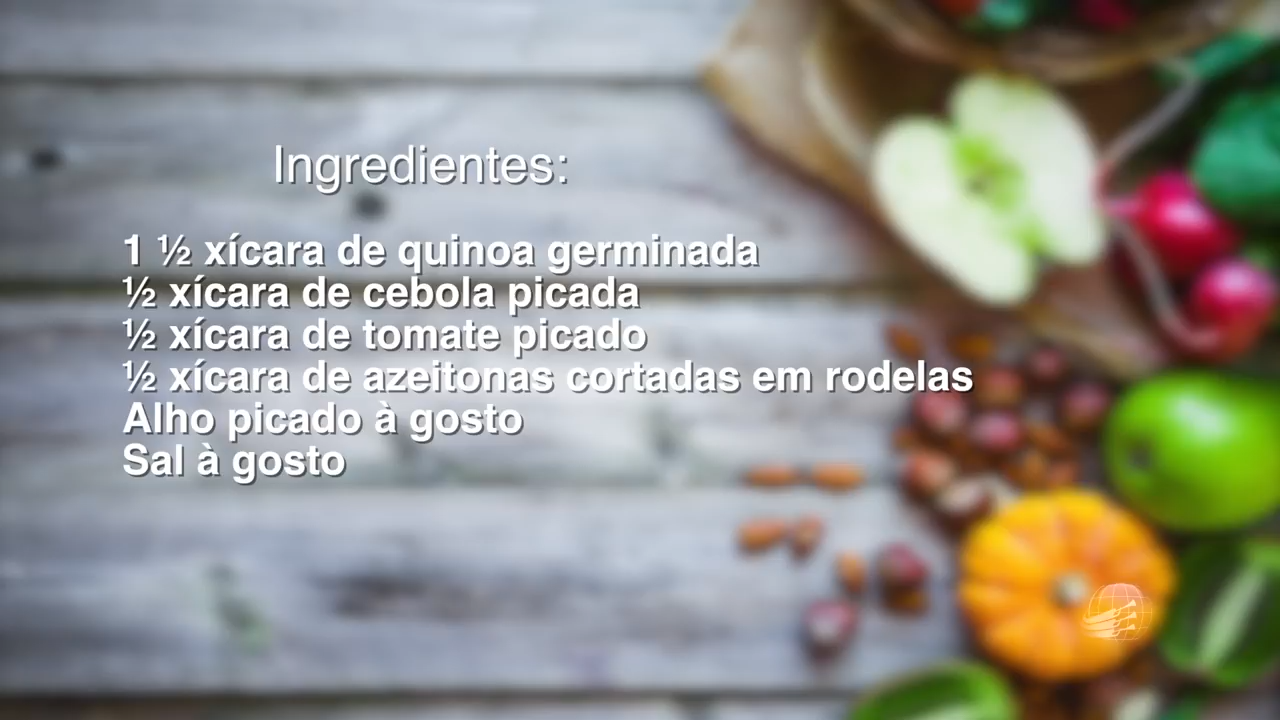 Ingredientes:
1 ½ xícara de quinoa germinada
½ xícara de cebola picada
½ xícara de tomate picado
½ xícara de azeitonas cortadas em rodelas
Alho picado à gosto
Sal à gosto